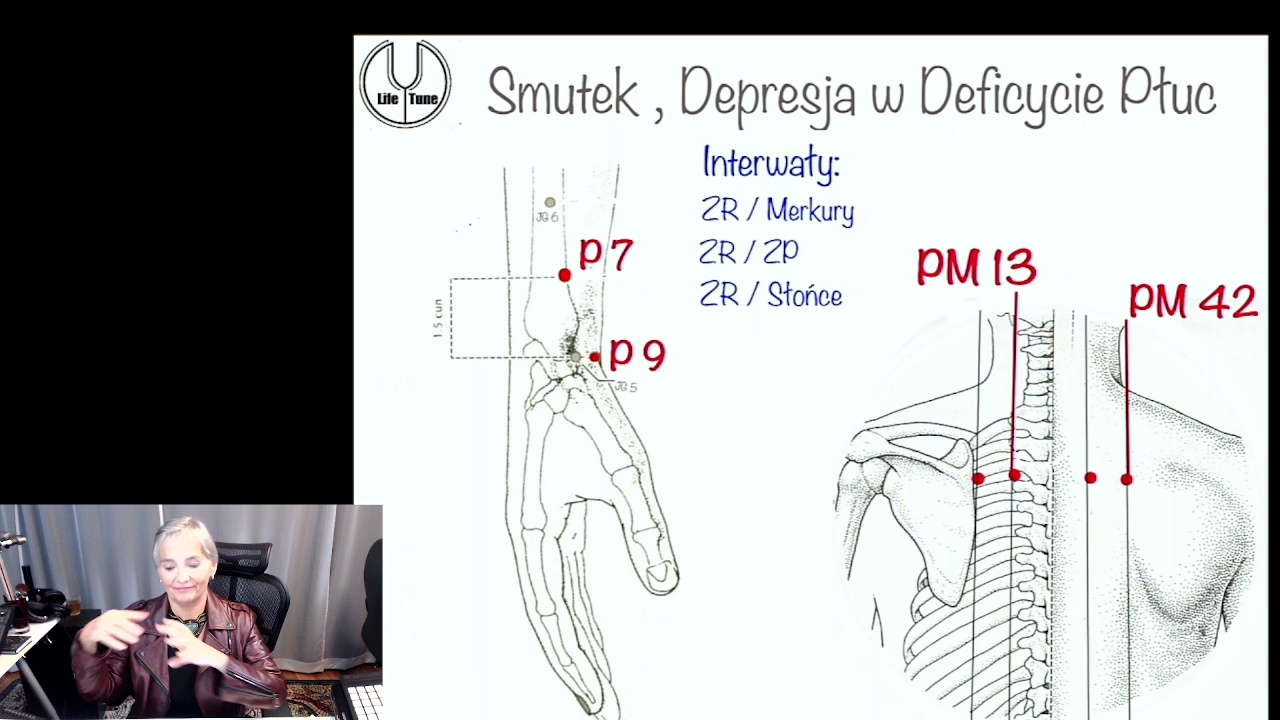 Life Tune
Smutek , Depresja w Deficycie Płuc
Interwały:
ZR / Merkury
ZR / ZP
ZR / Słońce
JG 6
P 7
1.5 cun
P 9
JG 5
PM 13
PM 42